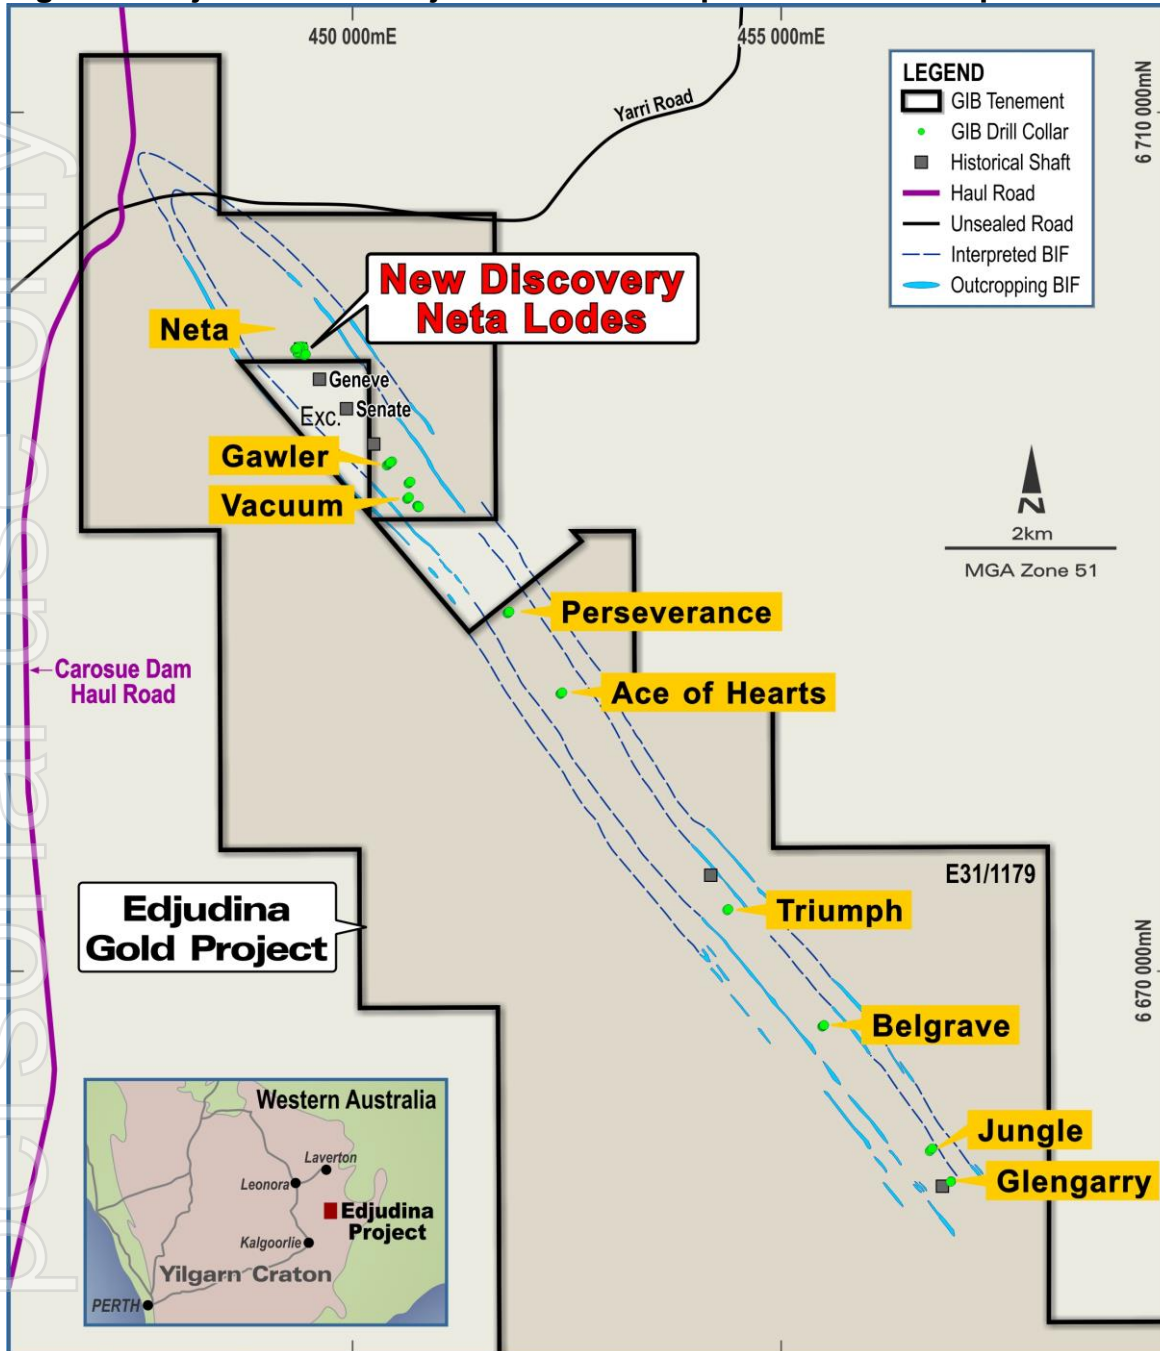 450 000mE
455 000mE
6 710 000mN
Yarri Road
LEGEND
GIB Tenement
GIB Drill Collar
Historical Shaft
Haul Road
Unsealed Road
Interpreted BIF
Outcropping BIF
New Discovery
Neta Lodes
Neta
Geneve
Senate
Exc.
Gawler
Vacuum
N
2km
MGA Zone 51
Perseverance
Ace of Hearts
Carosue Dam
Haul Road
E31/1179
Edjudina
Gold Project
Triumph
6 670 000mN
Belgrave
Jungle
Glengarry
Western Australia
Laverton
Leonora
Edjudina
Project
Kalgoorlie
Yilgarn Craton
PERTH
personal use only